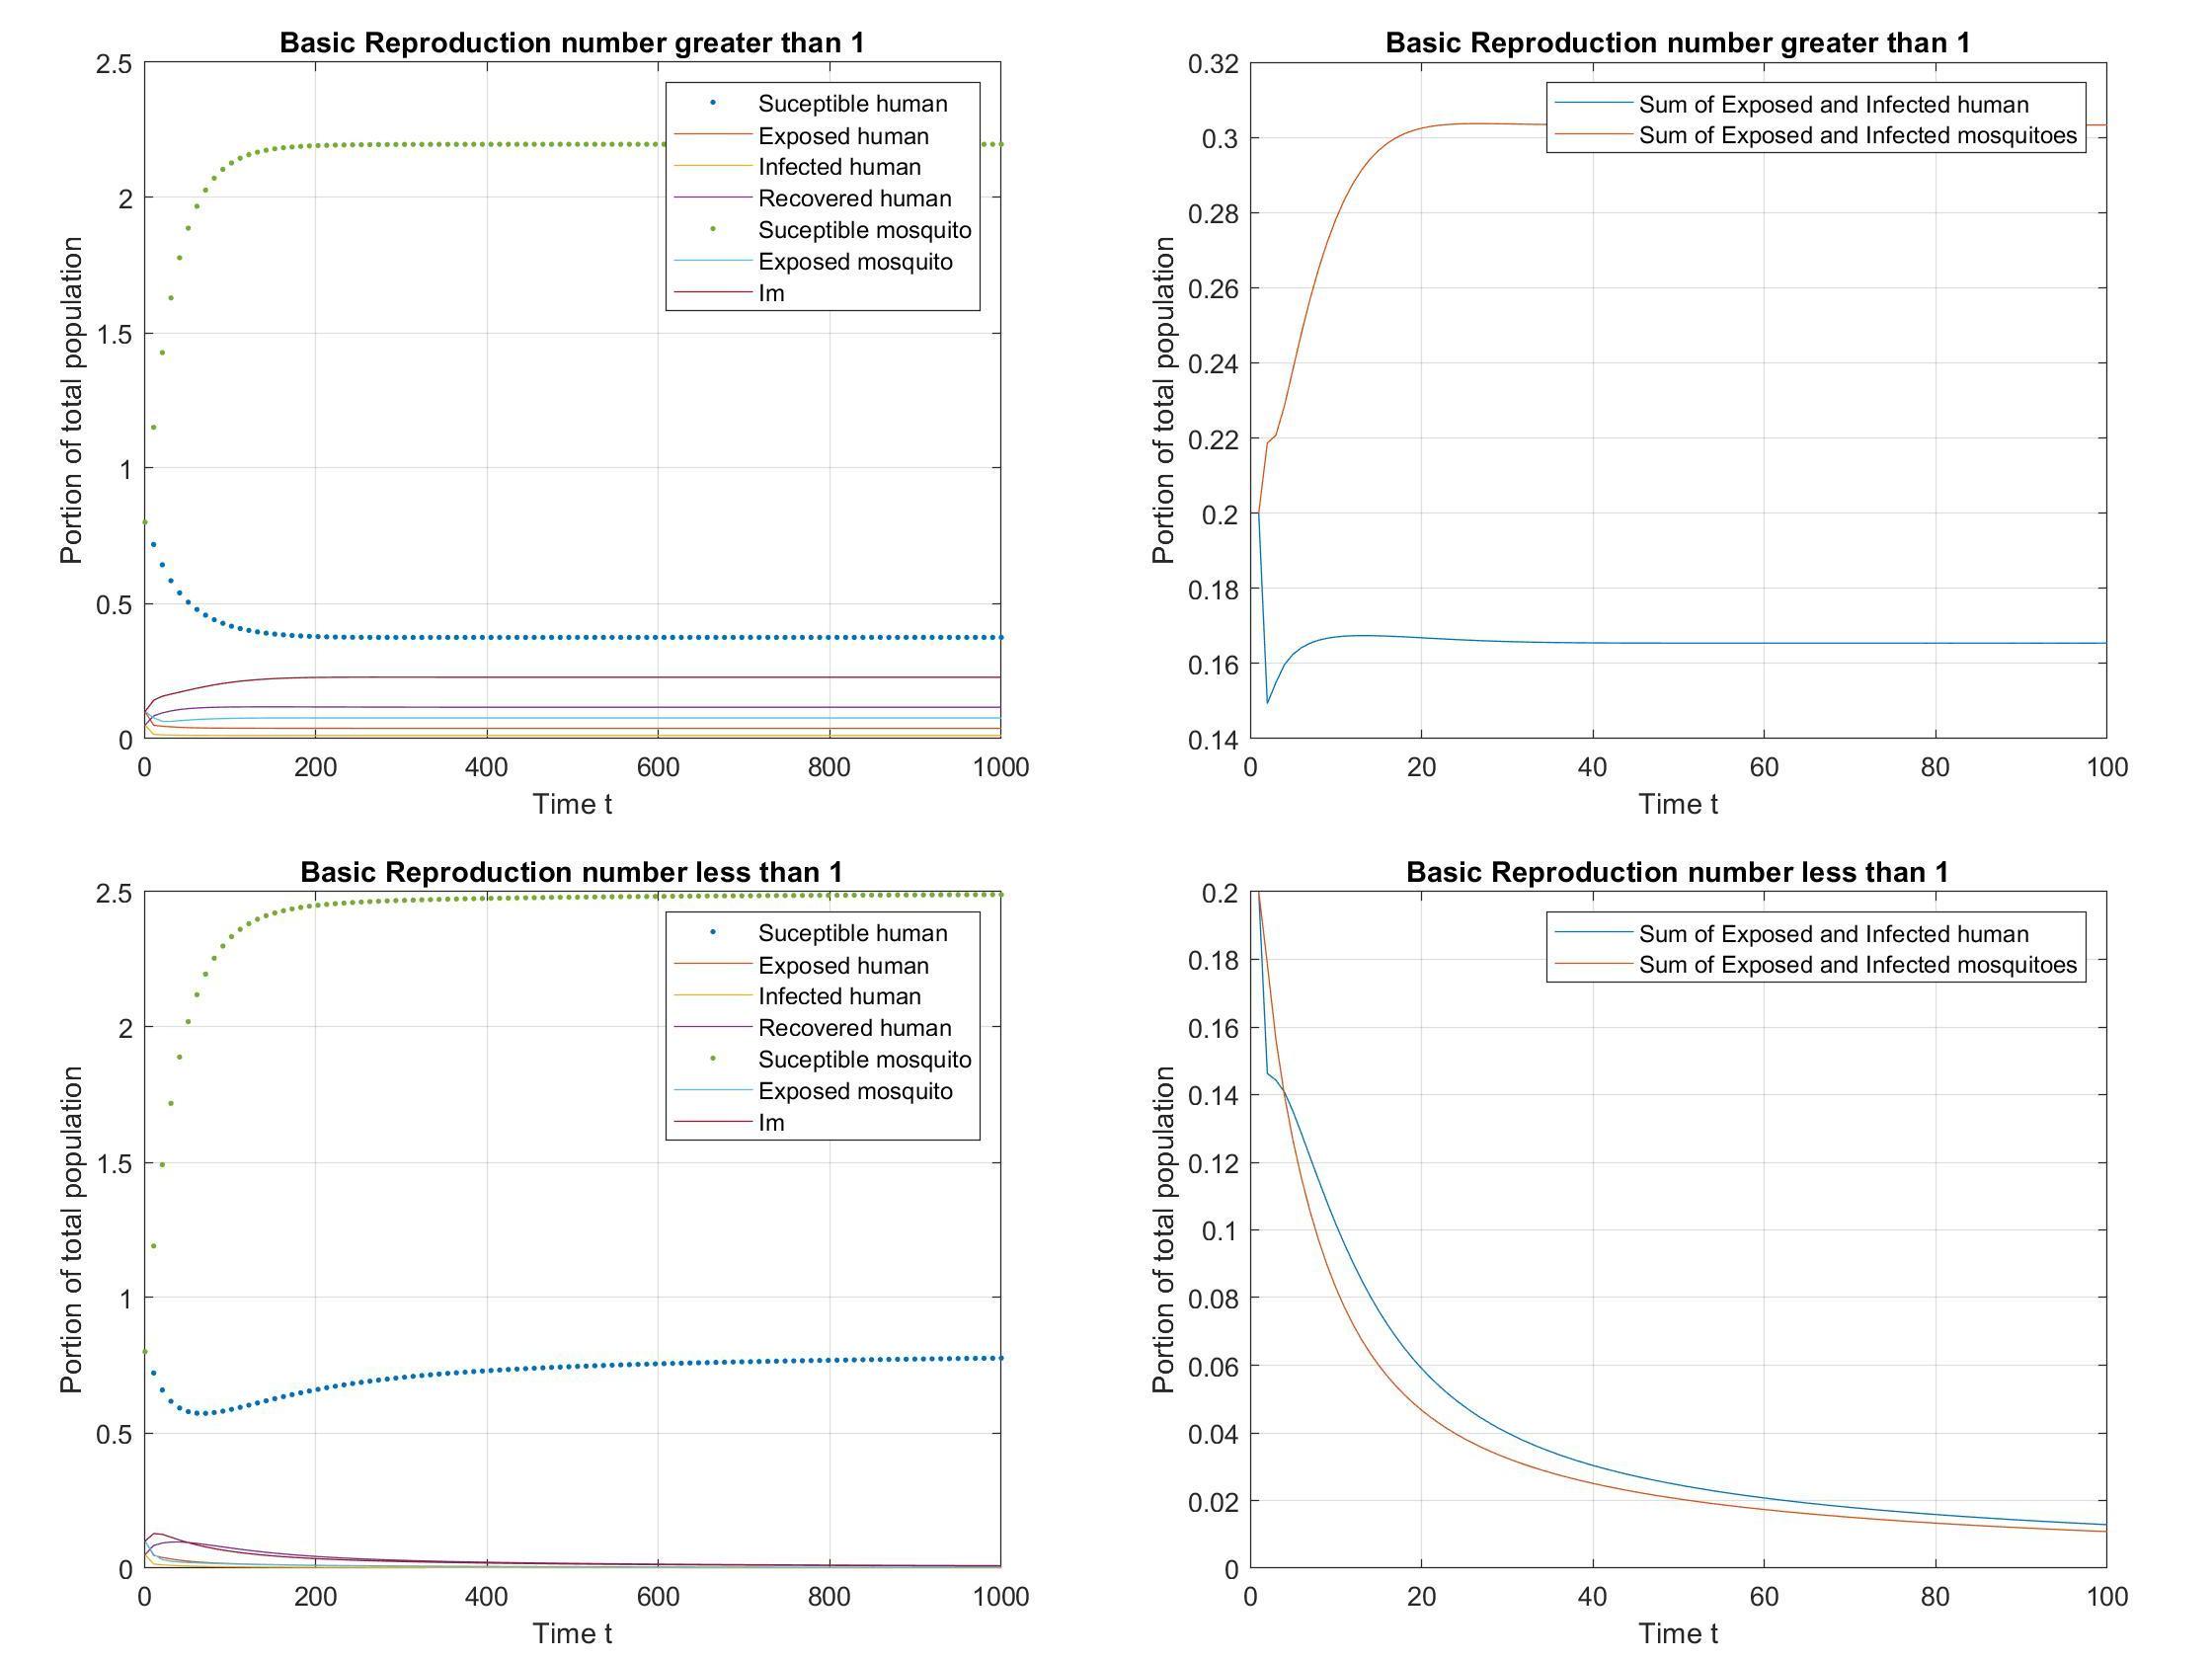 Basic Reproduction number greater than 1
2.5
2
1.5
1
0.5
0
Portion of total population
0 200 400 600 800 1000
Time t
Suceptible human
Exposed human
Infected human
Recovered human
Suceptible mosquito
Exposed mosquito
Im
Basic Reproduction number greater than 1
0.32
0.3
0.28
0.26
0.24
0.22
0.2
0.18
0.16
0.14
Portion of total population
0 20 40 60 80 100
Time t
Sum of Exposed and Infected human
Sum of Exposed and Infected mosquitoes
Basic Reproduction number less than 1
2.5
2
1.5
1
0.5
0
Portion of total population
0 200 400 600 800 1000
Time t
Suceptible human
Exposed human
Infected human
Recovered human
Suceptible mosquito
Exposed mosquito
Im
Basic Reproduction number less than 1
0.2
0.18
0.16
0.14
0.12
0.1
0.08
0.06
0.04
0.02
0
Portion of total population
0 20 40 60 80 100
Time t
Sum of Exposed and Infected human
Sum of Exposed and Infected mosquitoes